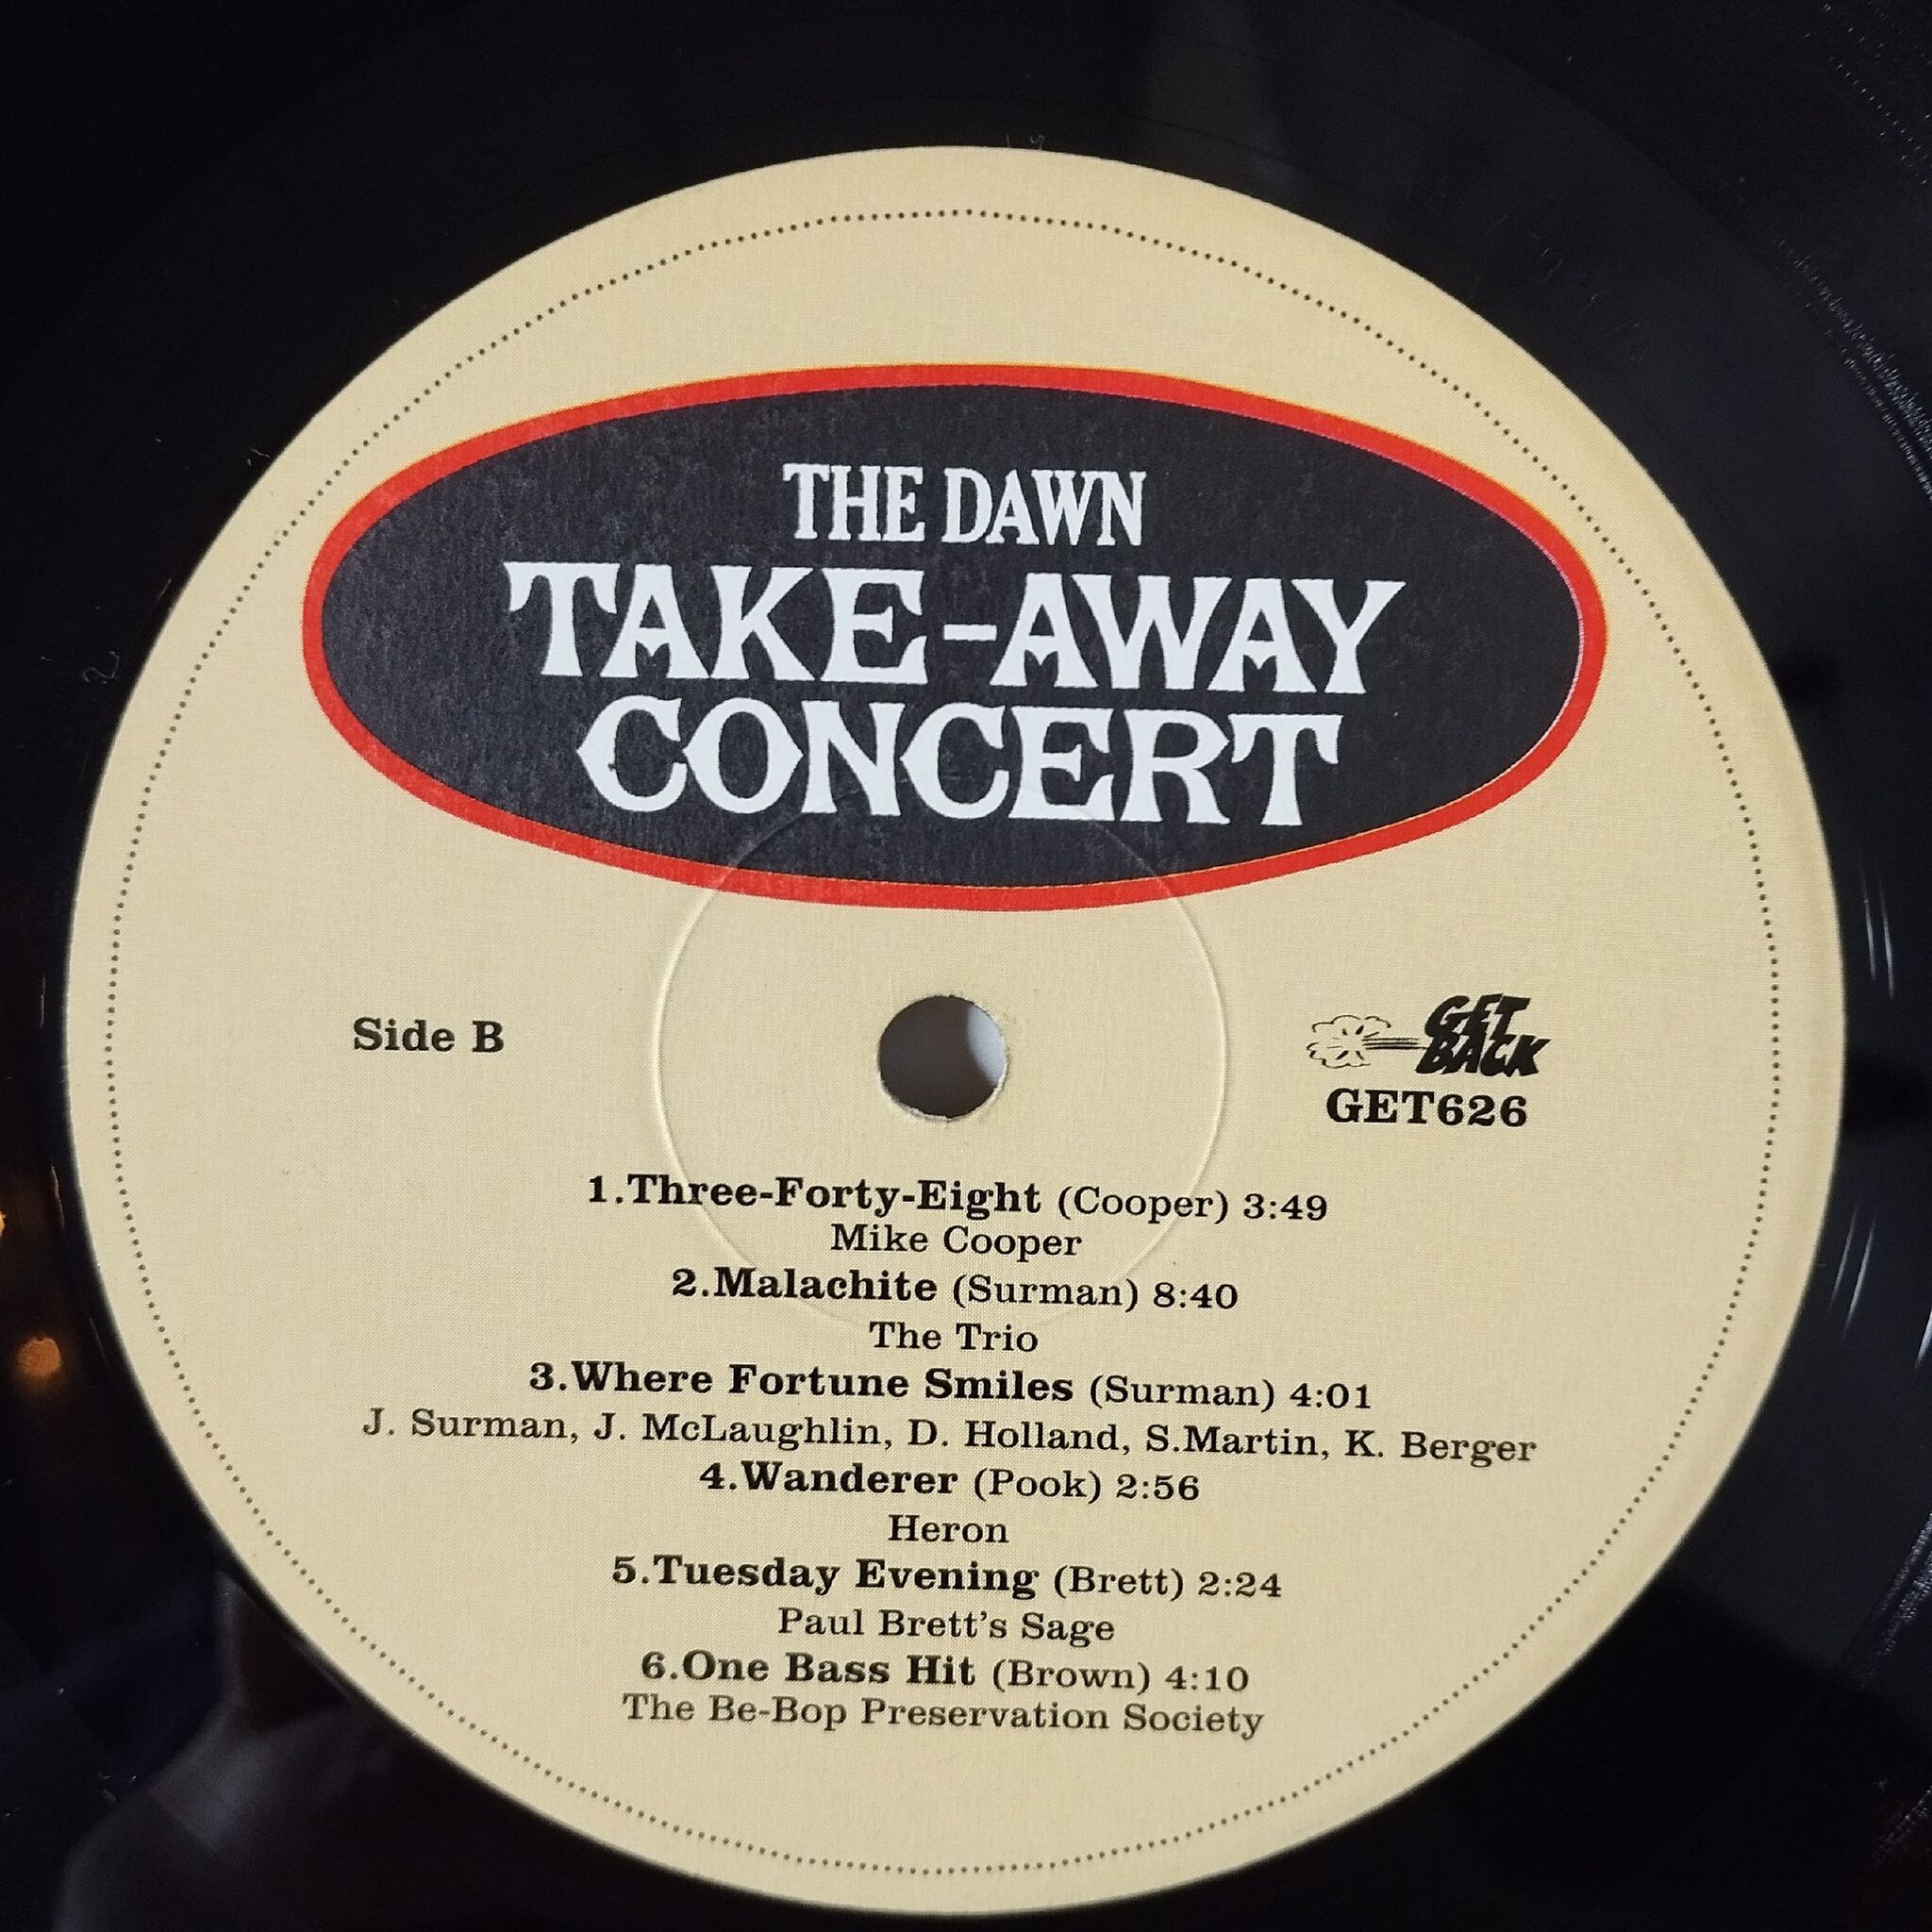 THE DAWN
TAKE-AWAY
CONCERT
Side B
GET
BACK
GET626
1.Three-Forty-Eight (Cooper) 3:49
Mike Cooper
2.Malachite (Surman) 8:40
The Trio
3.Where Fortune Smiles (Surman) 4:01
J. Surman, J. McLaughlin, D. Holland, S.Martin, K. Berger
4.Wanderer (Pook) 2:56
Heron
5.Tuesday Evening (Brett) 2:24
Paul Brett's Sage
6.One Bass Hit (Brown) 4:10
The Be-Bop Preservation Society